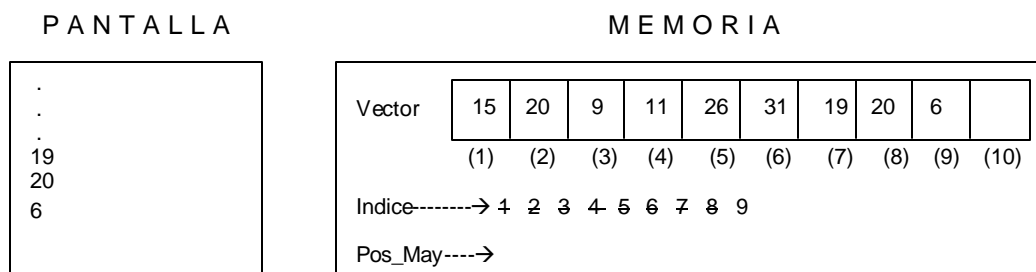 P A N T A L L A
M E M O R I A
.
.
.
19
20
6
Vector 15 20 9 11 26 31 19 20 6
(1) (2) (3) (4) (5) (6) (7) (8) (9) (10)
Indice--------→ 1 2 3 4 5 6 7 8 9
Pos_May----→